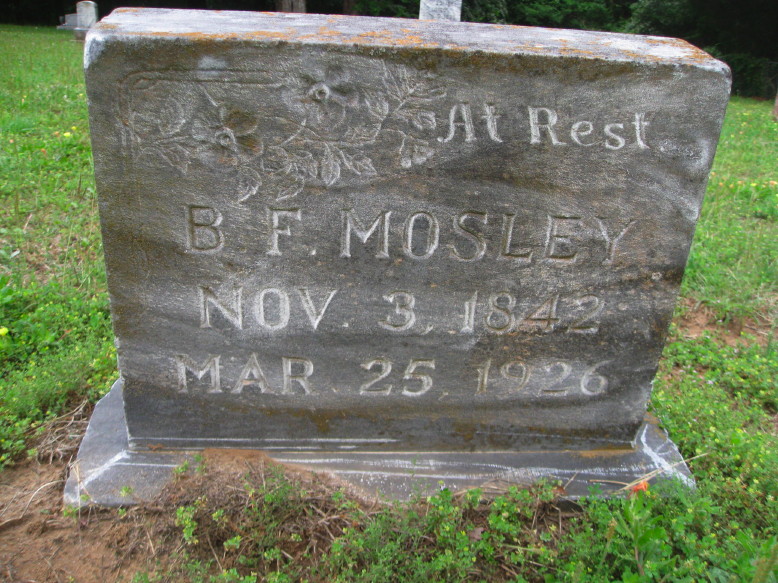 At Rest
B. F. MOSLEY
NOV. 3, 1842
MAR. 25, 1926